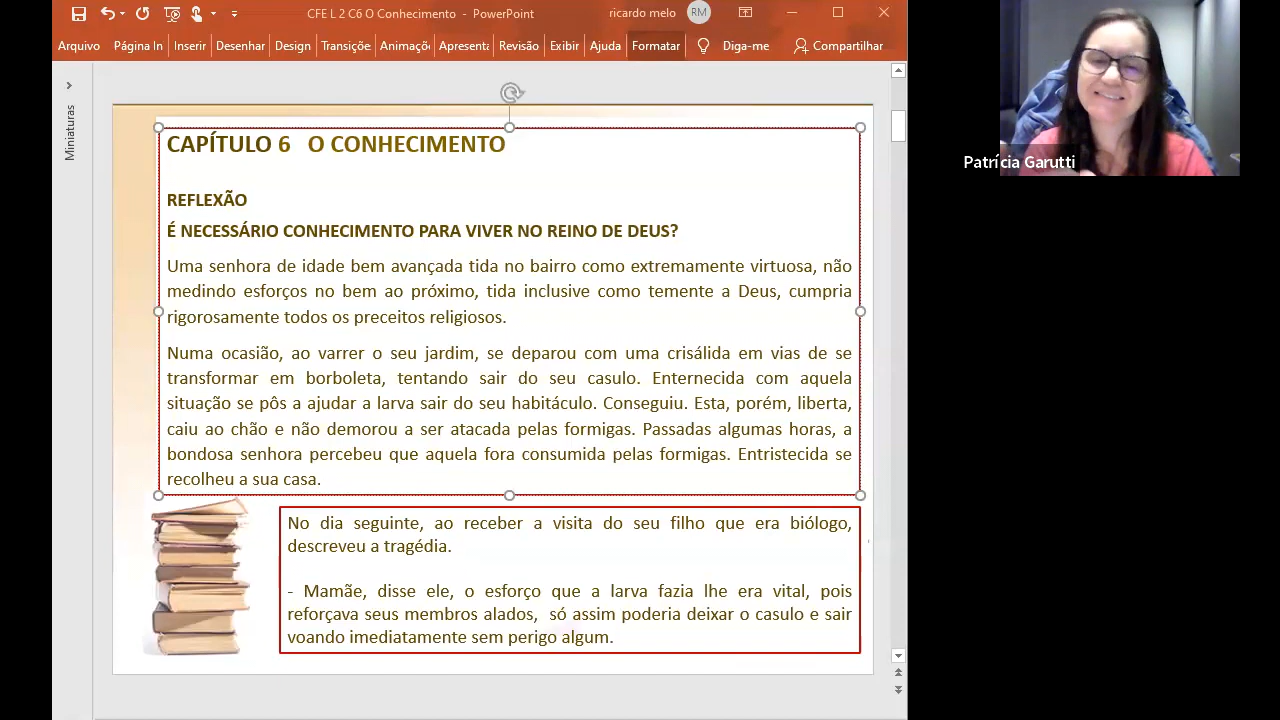 CFE L 2 C6 O Conhecimento - PowerPoint
ricardo melo
RM
Arquivo Página In Inserir Desenhar Design Transiçõe Animaçõ Apresenta Revisão Exibir Ajuda Formatar Diga-me Compartilhar
Miniaturas
CAPÍTULO 6 O CONHECIMENTO
REFLEXÃO
É NECESSÁRIO CONHECIMENTO PARA VIVER NO REINO DE DEUS?
Uma senhora de idade bem avançada tida no bairro como extremamente virtuosa, não
medindo esforços no bem ao próximo, tida inclusive como temente a Deus, cumpria
rigorosamente todos os preceitos religiosos.
Numa ocasião, ao varrer o seu jardim, se deparou com uma crisálida em vias de se
transformar em borboleta, tentando sair do seu casulo. Enternecida com aquela
situação se pôs a ajudar a larva sair do seu habitáculo. Conseguiu. Esta, porém, liberta,
caiu ao chão e não demorou a ser atacada pelas formigas. Passadas algumas horas, a
bondosa senhora percebeu que aquela fora consumida pelas formigas. Entristecida se
recolheu a sua casa.
No dia seguinte, ao receber a visita do seu filho que era biólogo,
descreveu a tragédia.
- Mamãe, disse ele, o esforço que a larva fazia lhe era vital, pois
reforçava seus membros alados, só assim poderia deixar o casulo e sair
voando imediatamente sem perigo algum.
Patrícia Garutti